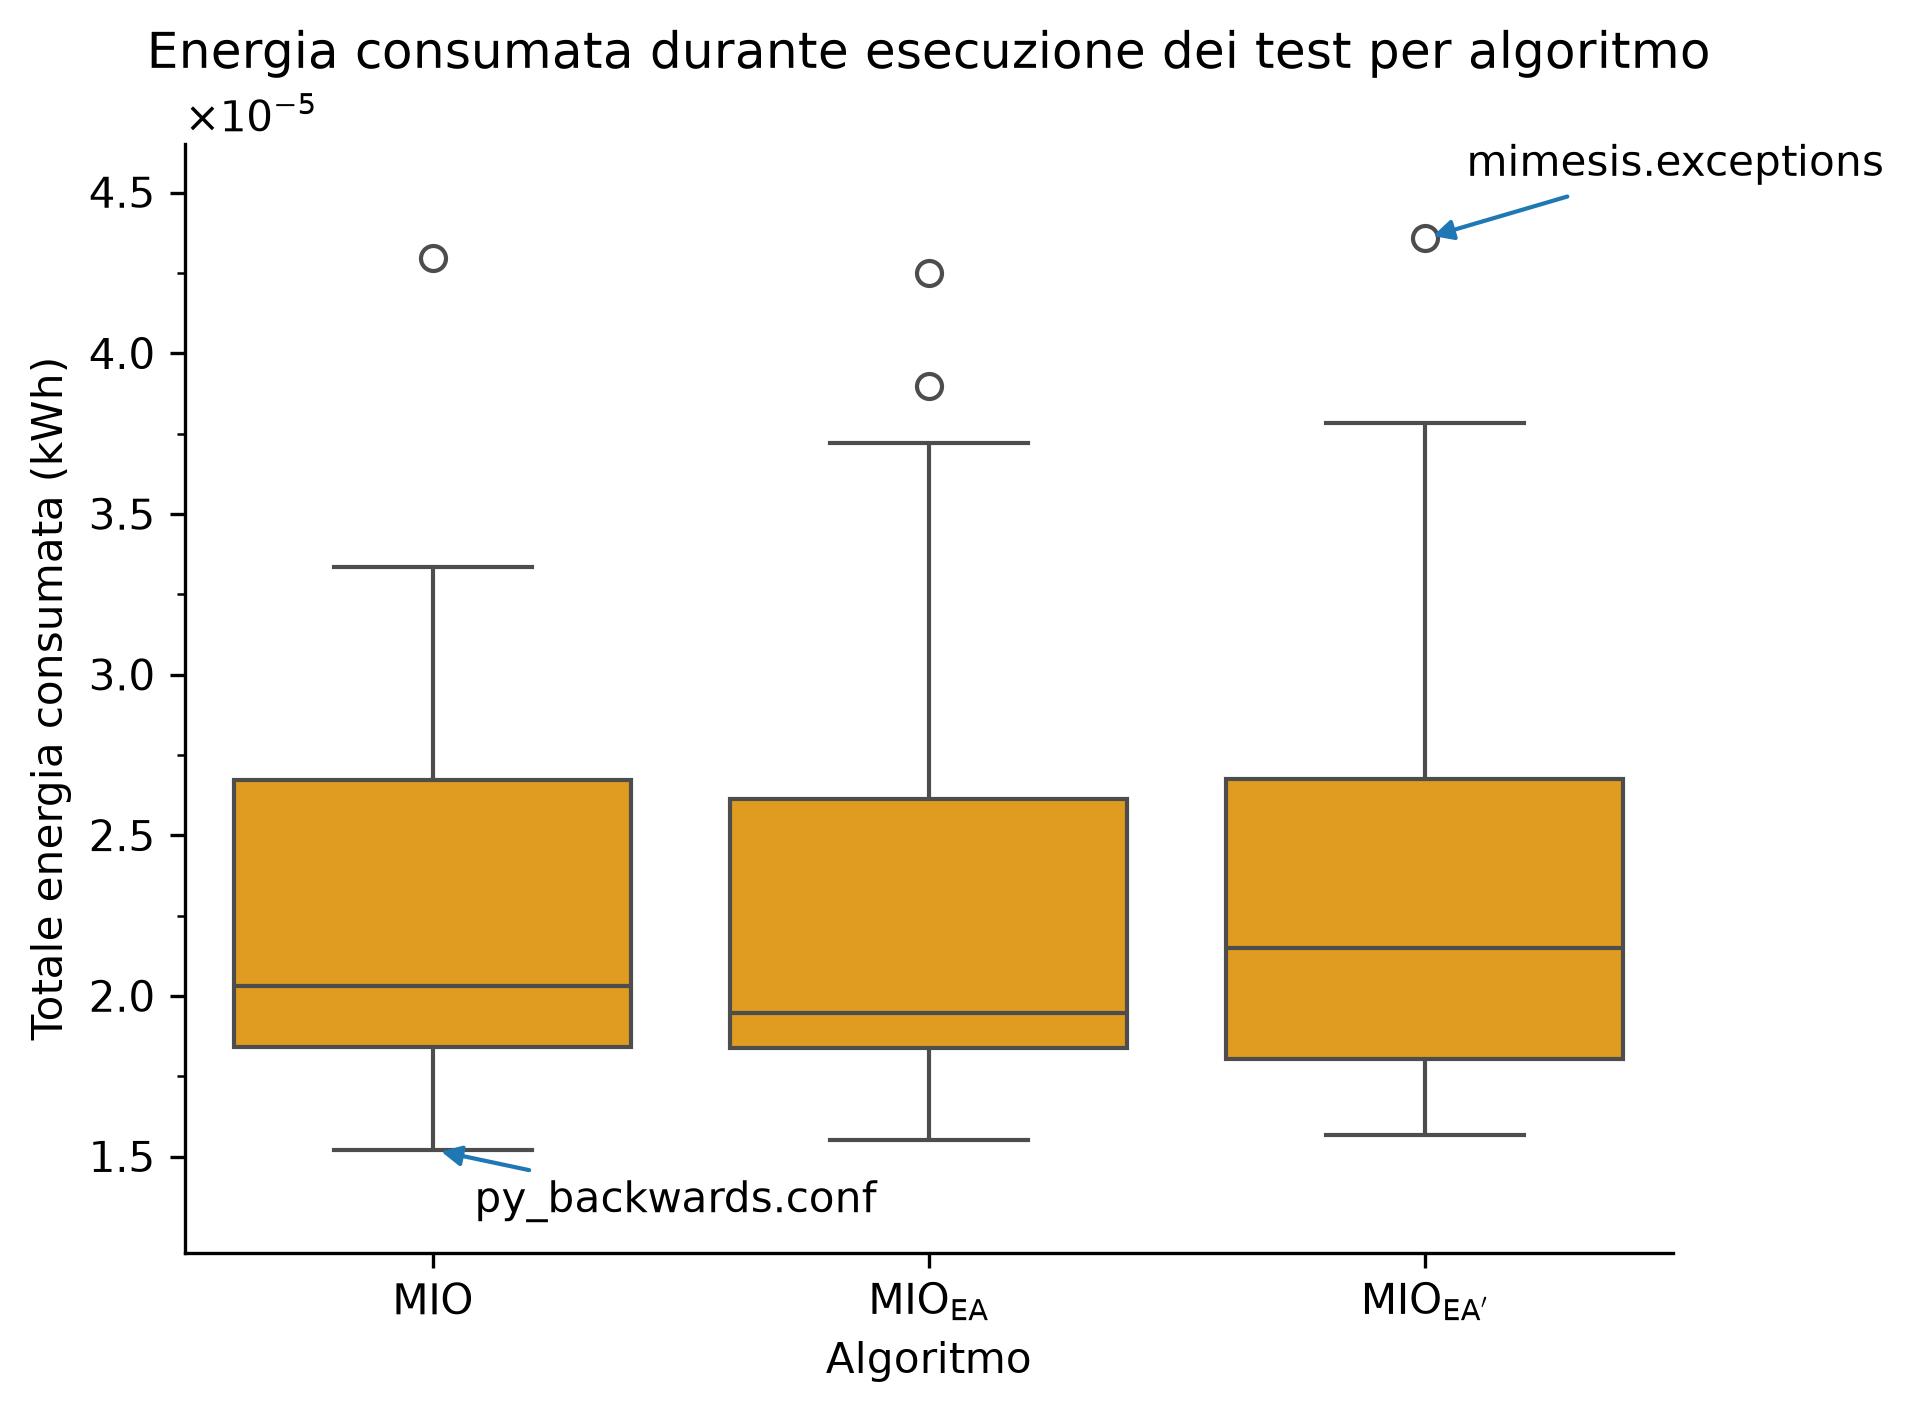 Energia consumata durante esecuzione dei test per algoritmo
×10⁻⁵
mimesis.exceptions
4.5
4.0
3.5
3.0
2.5
2.0
1.5
Totale energia consumata (kWh)
py_backwards.conf
MIO
MIO_EA
MIO_EA′
Algoritmo